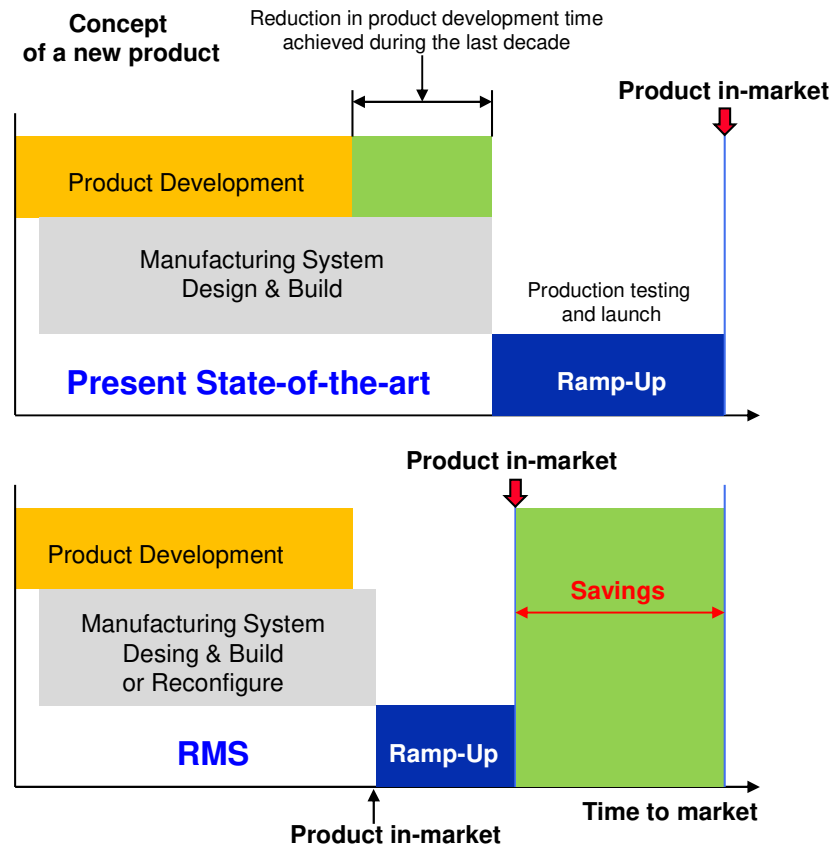 Concept
of a new product
Reduction in product development time
achieved during the last decade
Product in-market
Product Development
Manufacturing System
Design & Build
Production testing
and launch
Present State-of-the-art
Ramp-Up
Product in-market
Product Development
Savings
Manufacturing System
Desing & Build
or Reconfigure
RMS
Ramp-Up
Time to market
Product in-market